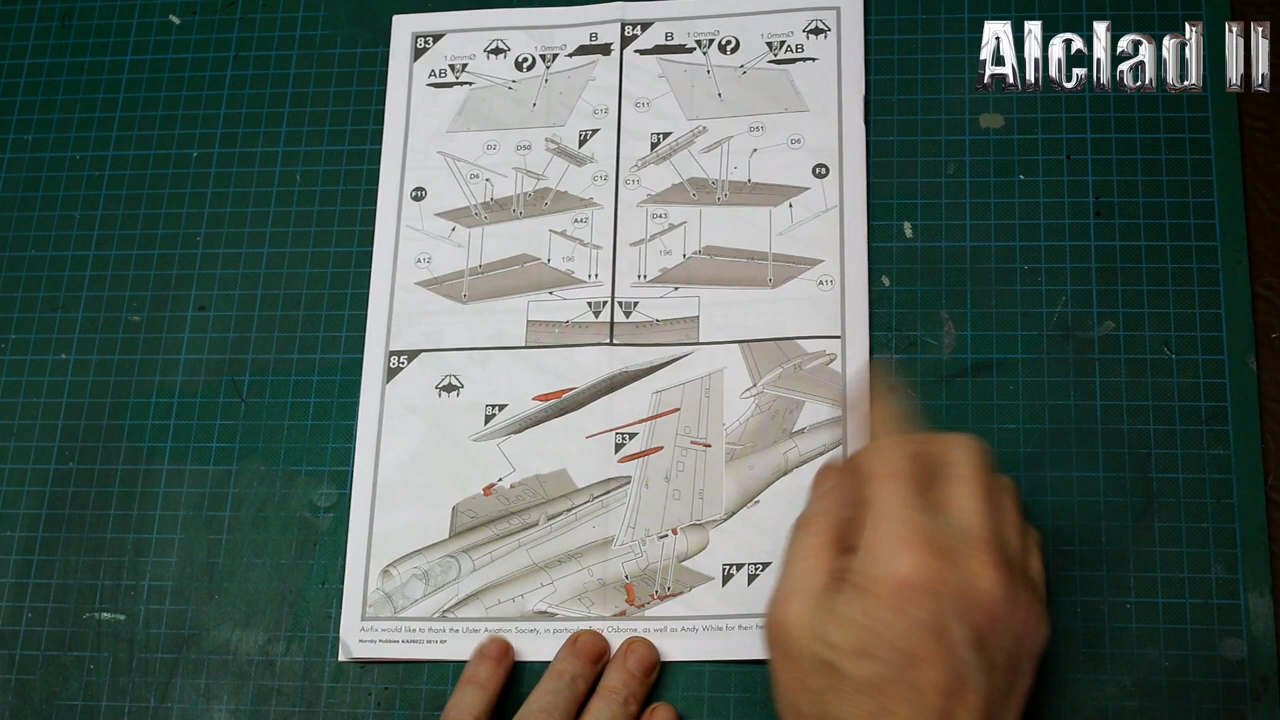 Alclad II
83
1.0mmØ
1.0mmØ
B
AB
?
C12
77
D2
D50
D6
C12
F11
A42
196
A12
84
B
1.0mmØ
?
1.0mmØ
AB
C11
81
D51
D6
C11
F8
D43
196
A11
85
84
83
74
82
Airfix would like to thank the Ulster Aviation Society, in particular Tony Osborne, as well as Andy White for their
Hornby Hobbies